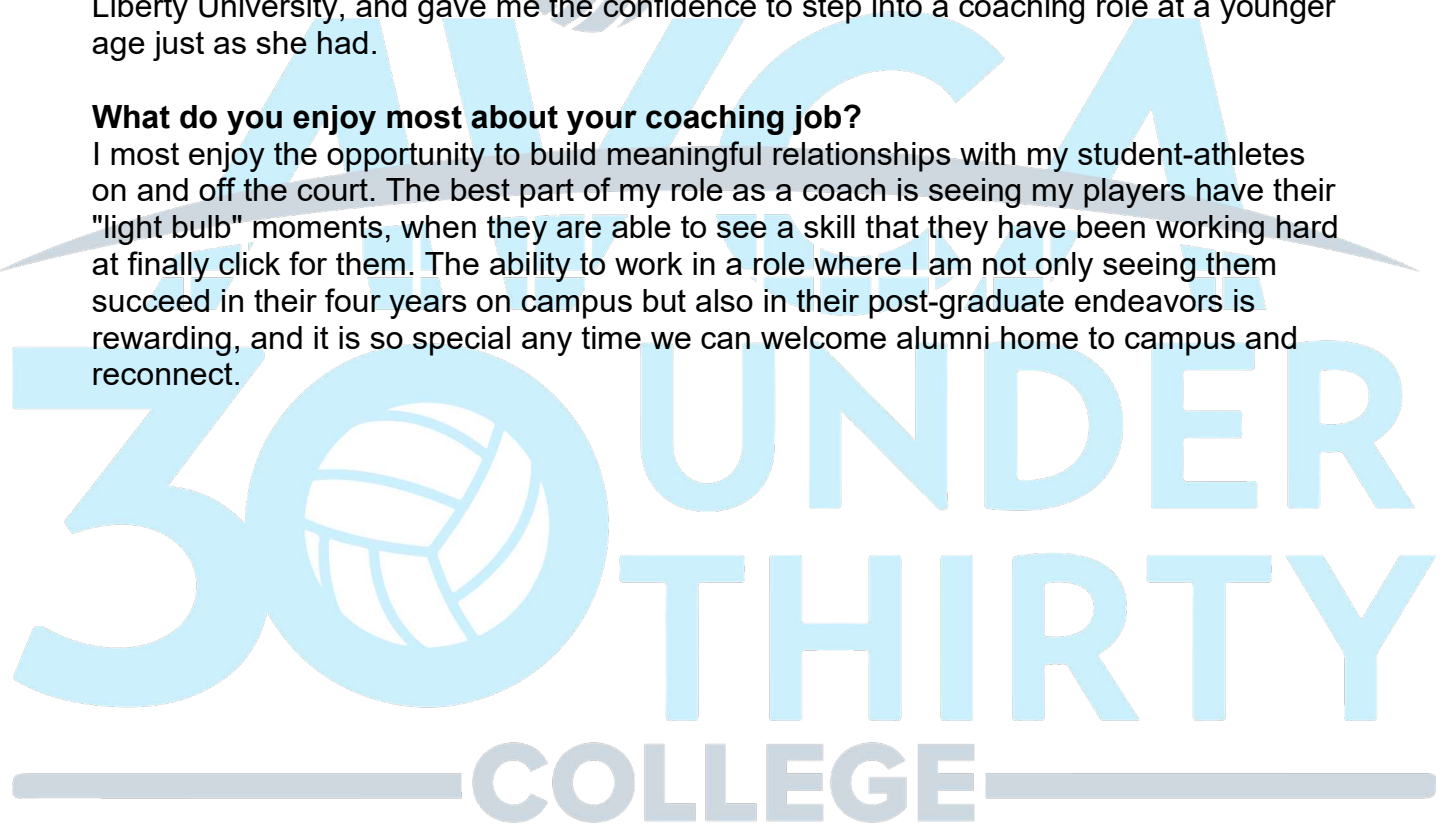 Liberty University, and gave me the confidence to step into a coaching role at a younger
age just as she had.
What do you enjoy most about your coaching job?
I most enjoy the opportunity to build meaningful relationships with my student-athletes
on and off the court. The best part of my role as a coach is seeing my players have their
"light bulb" moments, when they are able to see a skill that they have been working hard
at finally click for them. The ability to work in a role where I am not only seeing them
succeed in their four years on campus but also in their post-graduate endeavors is
rewarding, and it is so special any time we can welcome alumni home to campus and
reconnect.
AVCA
30 UNDER
THIRTY
COLLEGE